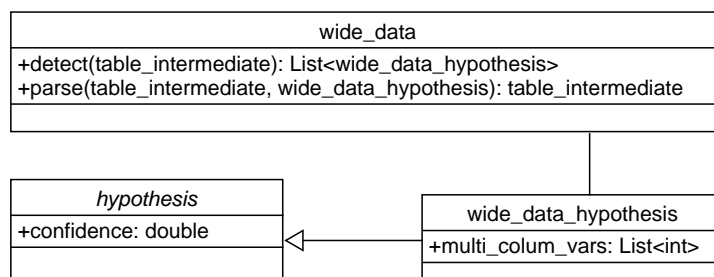 wide_data
+detect(table_intermediate): List<wide_data_hypothesis>
+parse(table_intermediate, wide_data_hypothesis): table_intermediate
hypothesis
+confidence: double
wide_data_hypothesis
+multi_colum_vars: List<int>